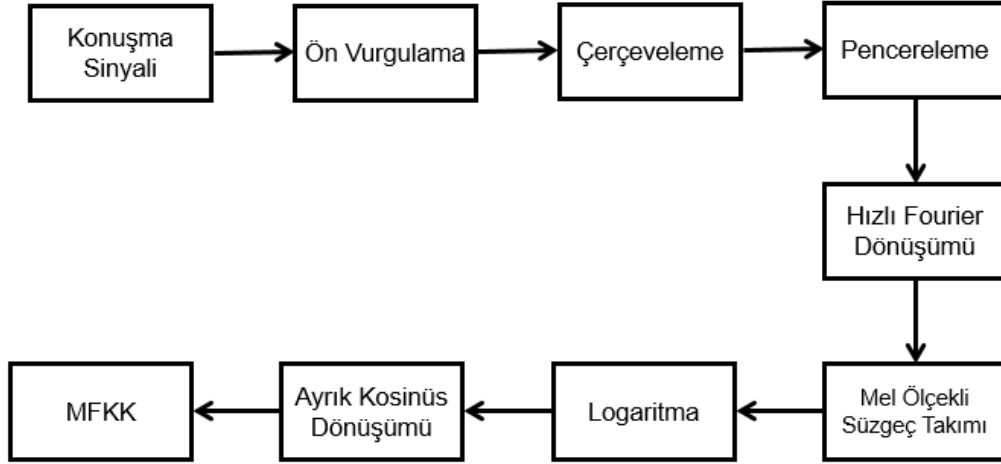 Konuşma
Sinyali
Ön Vurgulama
Çerçeveleme
Pencereleme
Hızlı Fourier
Dönüşümü
Mel Ölçekli
Süzgeç Takımı
Logaritma
Ayrık Kosinüs
Dönüşümü
MFKK